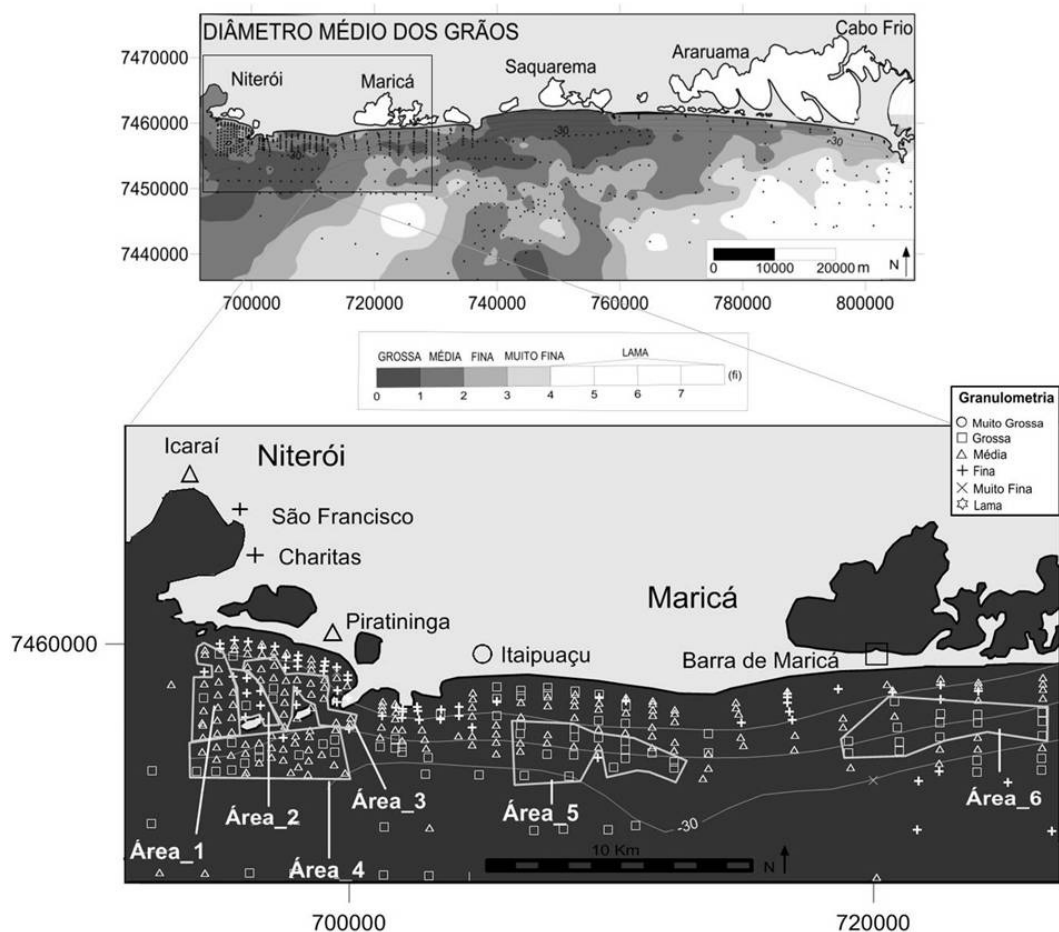 DIÂMETRO MÉDIO DOS GRÃOS
Cabo Frio
7470000
Araruama
Saquarema
Niterói
Maricá
7460000
-30
-30
-30
7450000
7440000
0 10000 20000 m
N
700000 720000 740000 760000 780000 800000
GROSSA MÉDIA FINA MUITO FINA LAMA
(fi)
0 1 2 3 4 5 6 7
Granulometria
Muito Grossa
Grossa
Média
Fina
Muito Fina
Lama
Icaraí
Niterói
São Francisco
Charitas
Maricá
Piratininga
7460000
Itaipuaçu
Barra de Maricá
Área_3
Área_6
Área_2
Área_5
Área_1
-30
Área_4
10 Km
N
700000 720000